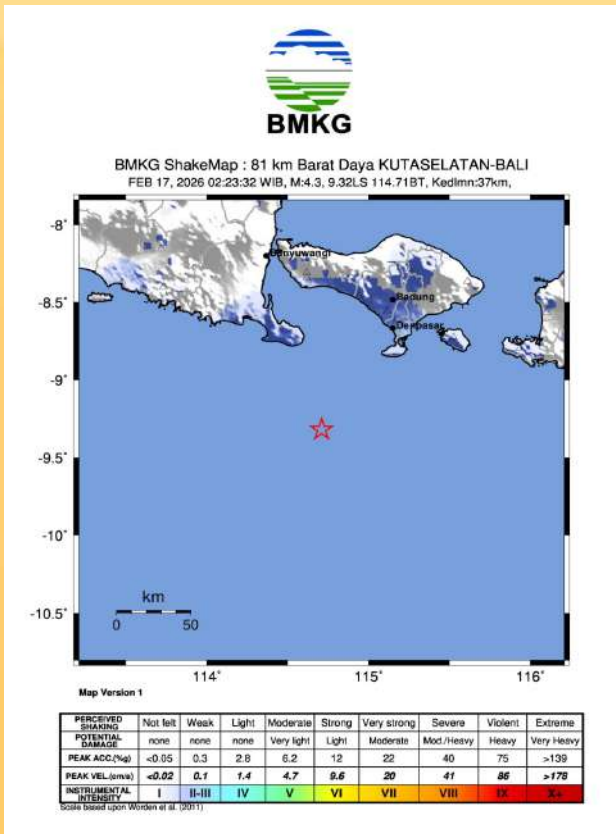 BMKG
BMKG ShakeMap : 81 km Barat Daya KUTASELATAN-BALI
FEB 17, 2026 02:23:32 WIB, M:4.3, 9.32LS 114.71BT, Kedlmn:37km,
-8°
Banyuwangi
-8.5°
Badung
Denpasar
-9°
-9.5°
-10°
-10.5°
km
0 50
114° 115° 116°
Map Version 1
PERCEIVED SHAKING Not felt Weak Light Moderate Strong Very strong Severe Violent Extreme
POTENTIAL DAMAGE none none none Very light Light Moderate Mod./Heavy Heavy Very Heavy
PEAK ACC.(%g) <0.05 0.3 2.8 6.2 12 22 40 75 >139
PEAK VEL.(cm/s) <0.02 0.1 1.4 4.7 9.6 20 41 86 >178
INSTRUMENTAL INTENSITY I II-III IV V VI VII VIII IX X+
Scale based upon Worden et al. (2011)